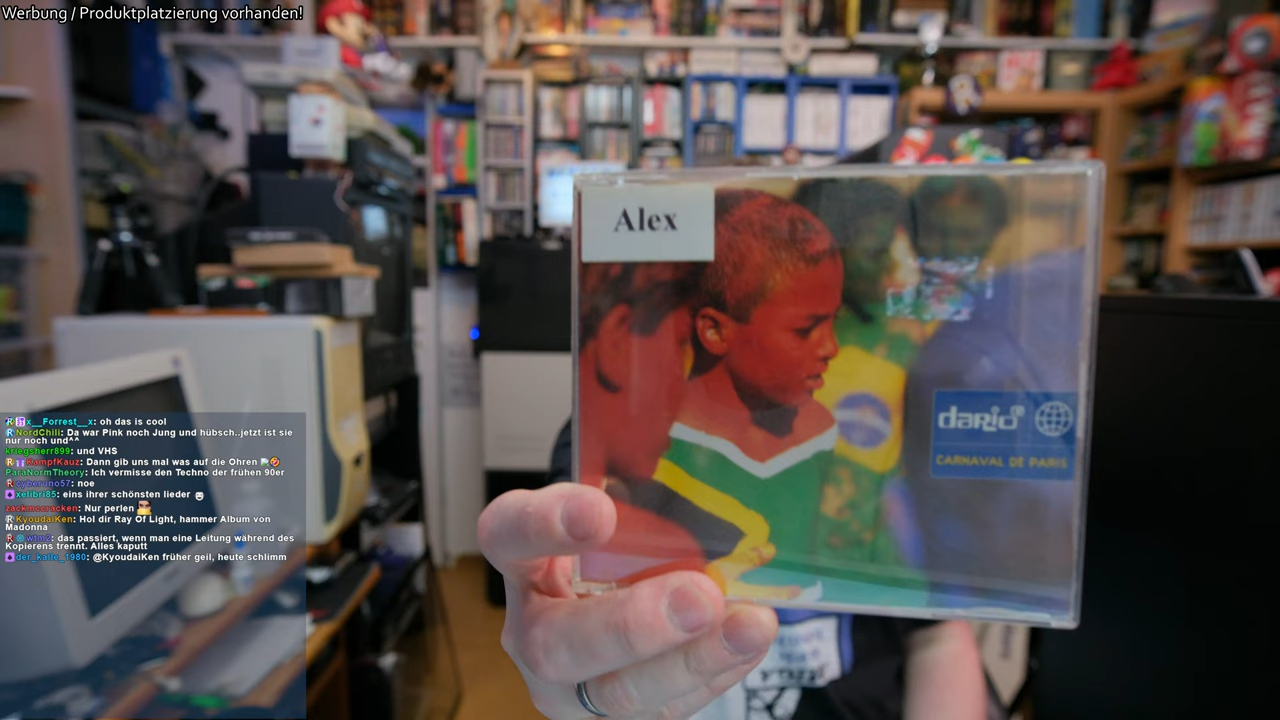 Werbung / Produktplatzierung vorhanden!
Alex
dario
CARNAVAL DE PARIS
x__Forrest__x: oh das is cool
NordChili: Da war Pink noch Jung und hübsch..jetzt ist sie
nur noch und^^
kriegsherr899: und VHS
KampfKauz: Dann gib uns mal was auf die Ohren
ParaNormTheory: Ich vermisse den Techno der frühen 90er
cyberuno57: noe
xelibri85: eins ihrer schönsten lieder
zackmccracken: Nur perlen
KyoudaiKen: Hol dir Ray Of Light, hammer Album von
Madonna
das passiert, wenn man eine Leitung während des
Kopierens trennt. Alles kaputt
der_kalle_1980: @KyoudaiKen früher geil, heute schlimm